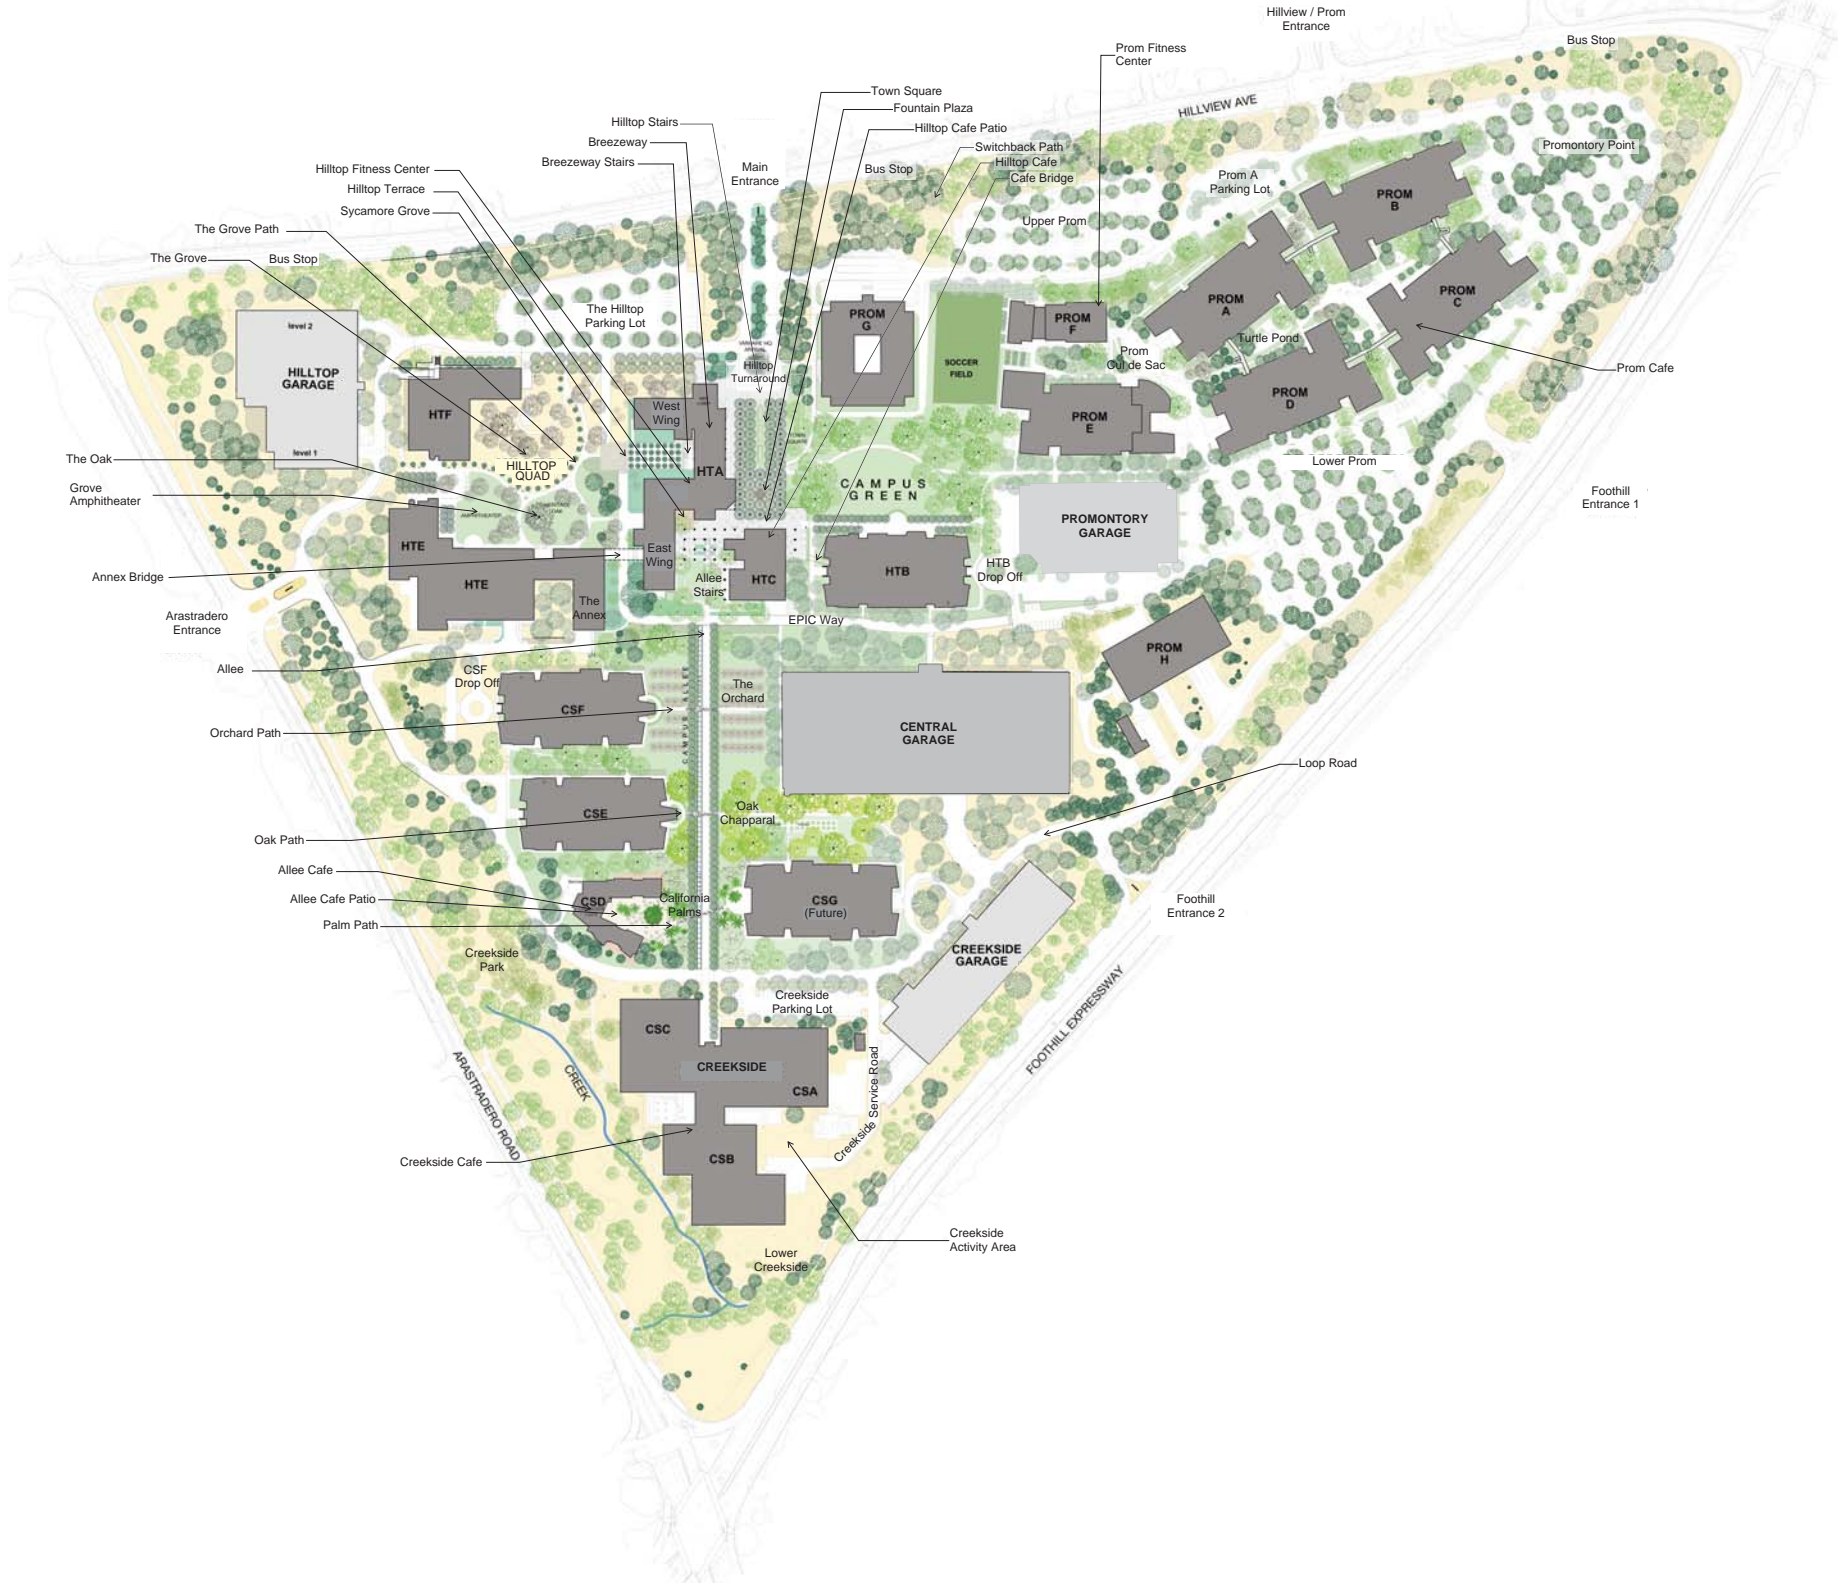 Hillview / Prom
Entrance
Bus Stop
Prom Fitness
Center
HILLVIEW AVE
Town Square
Fountain Plaza
Hilltop Cafe Patio
Switchback Path
Hilltop Cafe
Cafe Bridge
Hilltop Stairs
Breezeway
Breezeway Stairs
Main
Entrance
Bus Stop
Promontory Point
Prom A
Parking Lot
Upper Prom
Hilltop Fitness Center
Hilltop Terrace
Sycamore Grove
The Grove Path
The Grove
Bus Stop
The Hilltop
Parking Lot
PROM
B
PROM
A
PROM
C
Turtle Pond
Prom Cafe
PROM
D
PROM
G
SOCCER
FIELD
PROM
F
Prom
Cul de Sac
PROM
E
Lower Prom
level 2
HILLTOP
GARAGE
level 1
HTF
HILLTOP
QUAD
Hilltop
Turnaround
TOWN
SQUARE
West
Wing
HTA
CAMPUS
GREEN
The Oak
Grove
Amphitheater
AMPHITHEATER
HERITAGE
OAK
PROMONTORY
GARAGE
Foothill
Entrance 1
HTE
HTE
The
Annex
Annex Bridge
East
Wing
Allee
Stairs
HTC
HTB
HTB
Drop Off
EPIC Way
Arastradero
Entrance
PROM
H
Allee
CSF
Drop Off
CSF
CAMPUS ALLEE
The
Orchard
Orchard Path
CENTRAL
GARAGE
Loop Road
CSE
Oak
Chapparal
Oak Path
Allee Cafe
Allee Cafe Patio
Palm Path
CSD
California
Palms
CSG
(Future)
Foothill
Entrance 2
Creekside
Park
CREEKSIDE
GARAGE
Creekside
Parking Lot
FOOTHILL EXPRESSWAY
CSC
CREEKSIDE
CSA
Creekside Service Road
ARASTRADERO ROAD
CREEK
Creekside Cafe
CSB
Creekside
Activity Area
Lower
Creekside